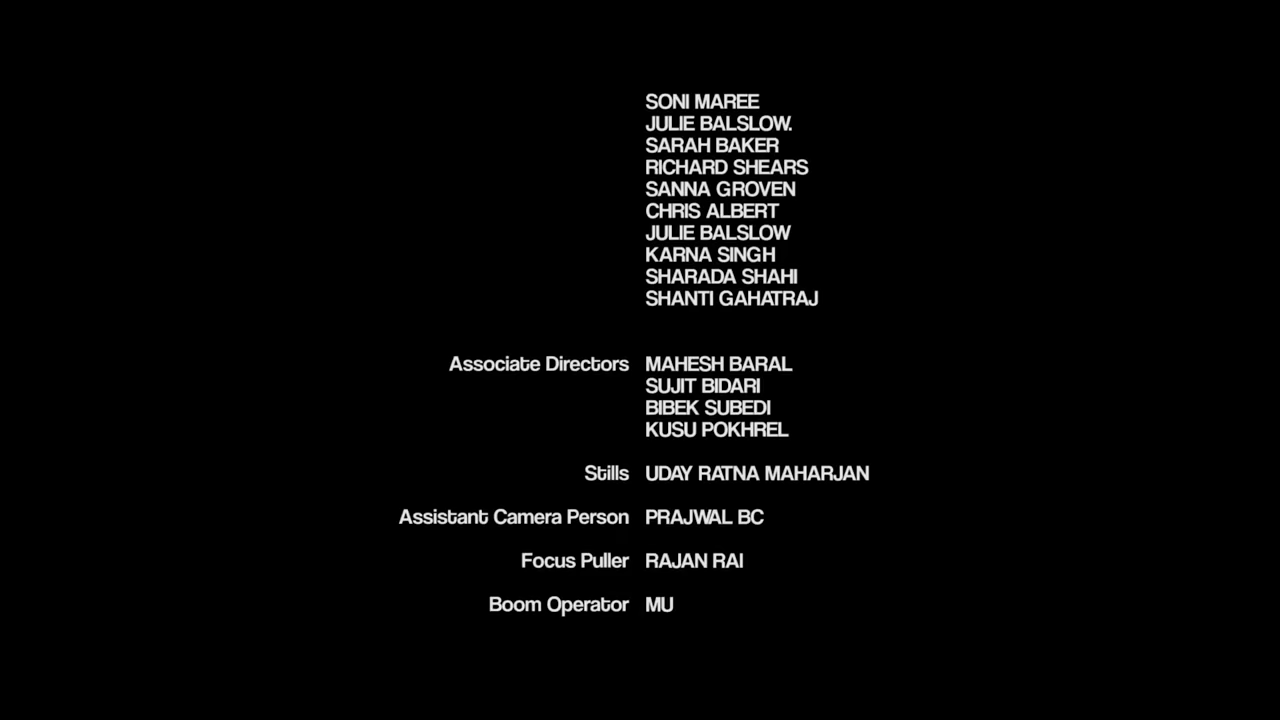 SONI MAREE
JULIE BALSLOW.
SARAH BAKER
RICHARD SHEARS
SANNA GROVEN
CHRIS ALBERT
JULIE BALSLOW
KARNA SINGH
SHARADA SHAHI
SHANTI GAHATRAJ
Associate Directors MAHESH BARAL
SUJIT BIDARI
BIBEK SUBEDI
KUSU POKHREL
Stills UDAY RATNA MAHARJAN
Assistant Camera Person PRAJWAL BC
Focus Puller RAJAN RAI
Boom Operator MU